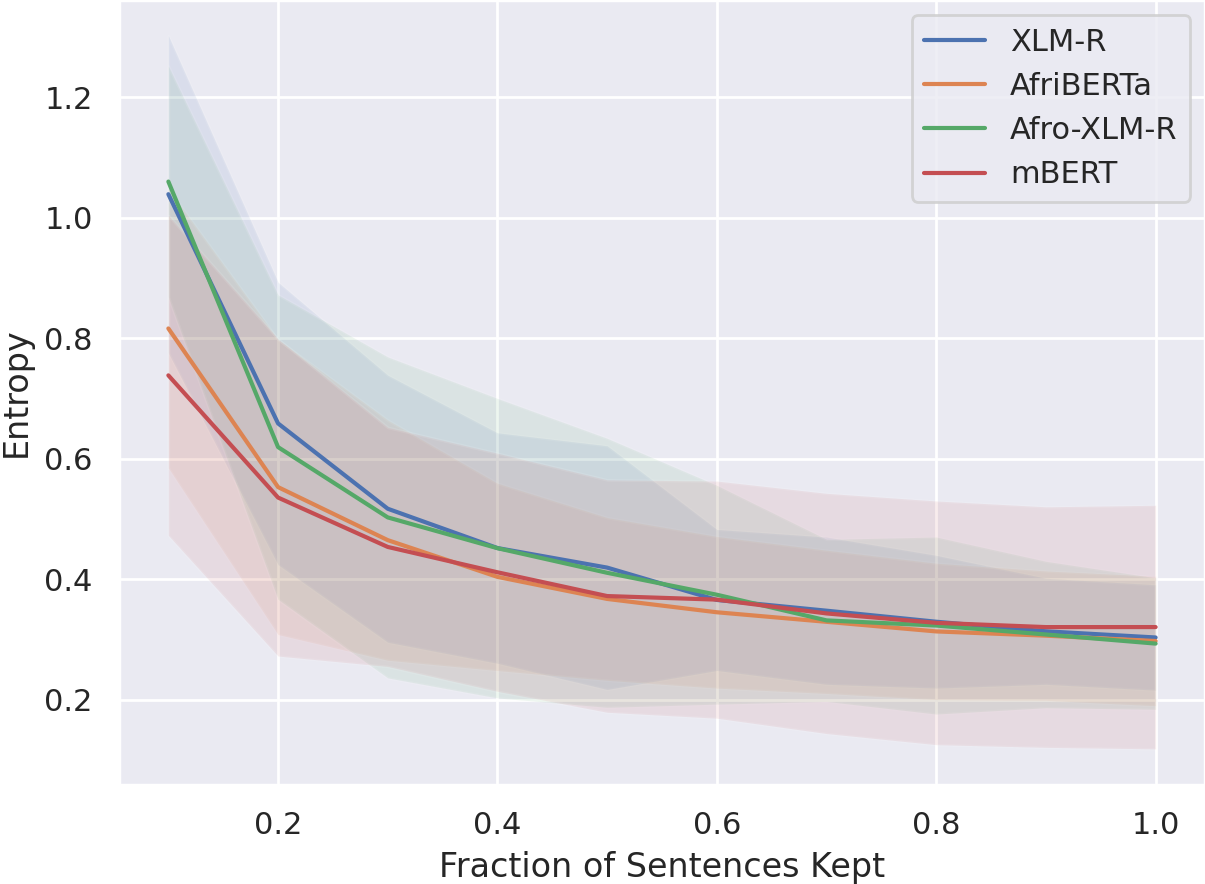 XLM-R
AfriBERTa
Afro-XLM-R
mBERT
1.2
1.0
0.8
0.6
0.4
0.2
Entropy
0.2 0.4 0.6 0.8 1.0
Fraction of Sentences Kept